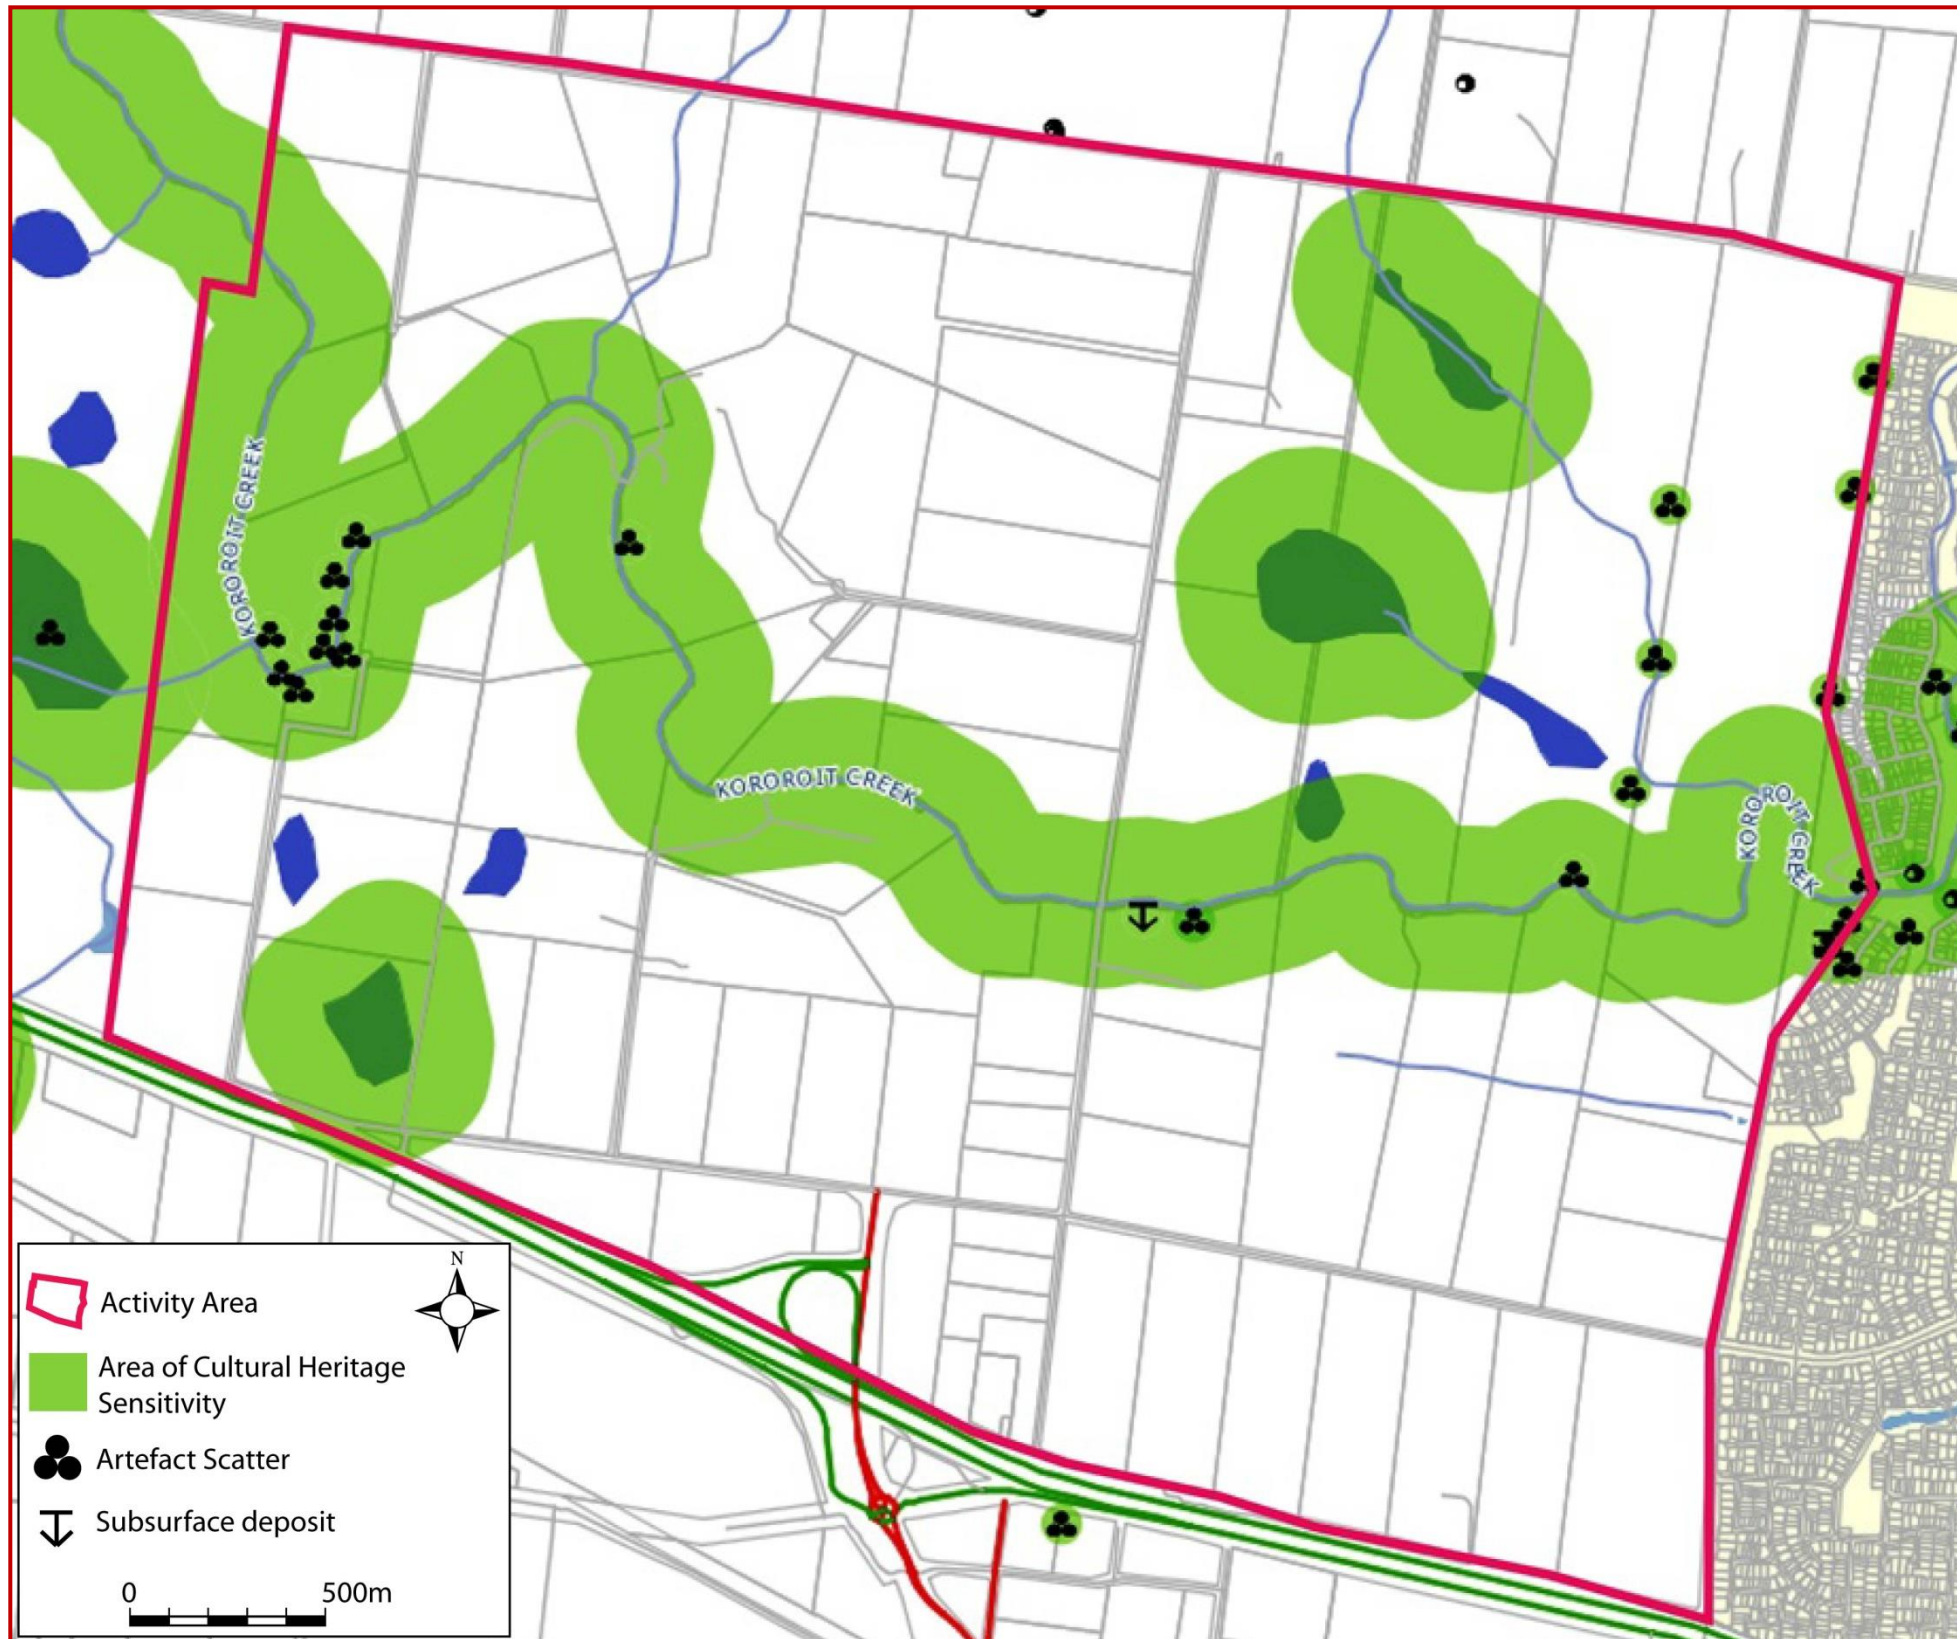 KOROROIT CREEK
KOROROIT CREEK
KOROROIT CREEK
N
Activity Area
Area of Cultural Heritage
Sensitivity
Artefact Scatter
Subsurface deposit
0 500m